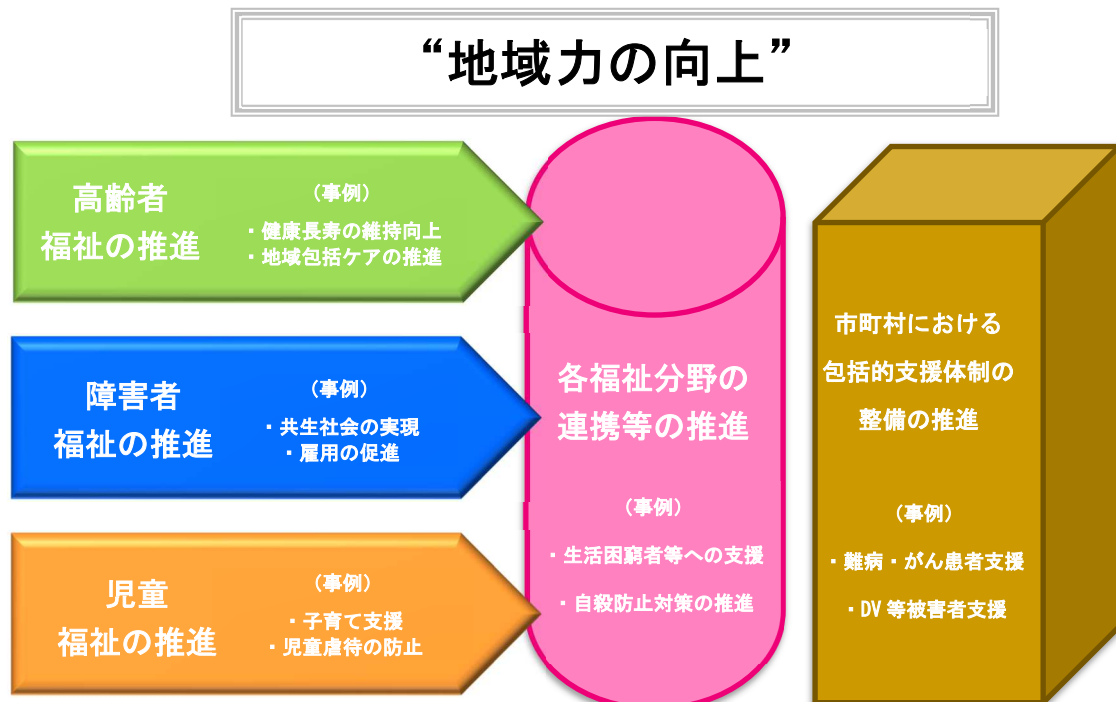 “地域力の向上”
高齢者
福祉の推進
（事例）
・健康長寿の維持向上
・地域包括ケアの推進
障害者
福祉の推進
（事例）
・共生社会の実現
・雇用の促進
児童
福祉の推進
（事例）
・子育て支援
・児童虐待の防止
各福祉分野の
連携等の推進
（事例）
・生活困窮者等への支援
・自殺防止対策の推進
市町村における
包括的支援体制の
整備の推進
（事例）
・難病・がん患者支援
・DV 等被害者支援